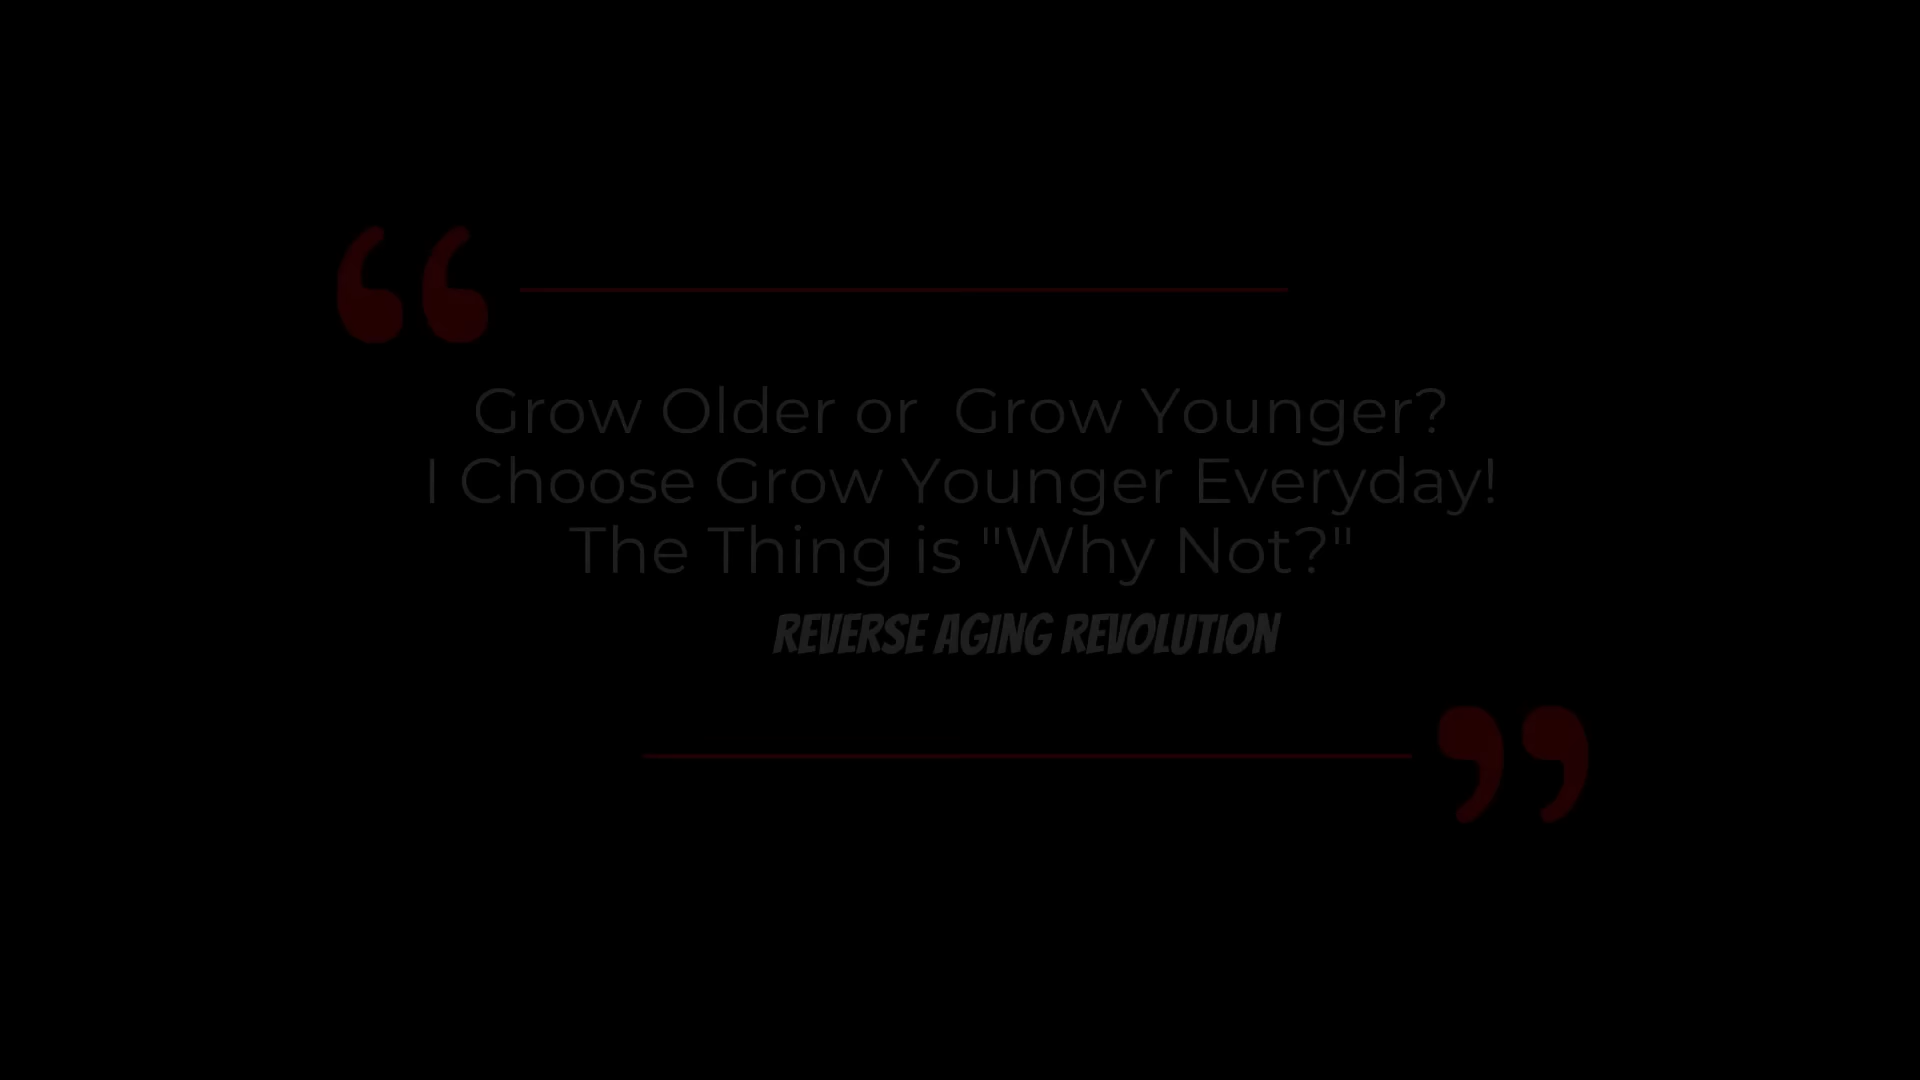 Grow Older or  Grow Younger?
I Choose Grow Younger Everyday!
The Thing is "Why Not?"
REVERSE AGING REVOLUTION